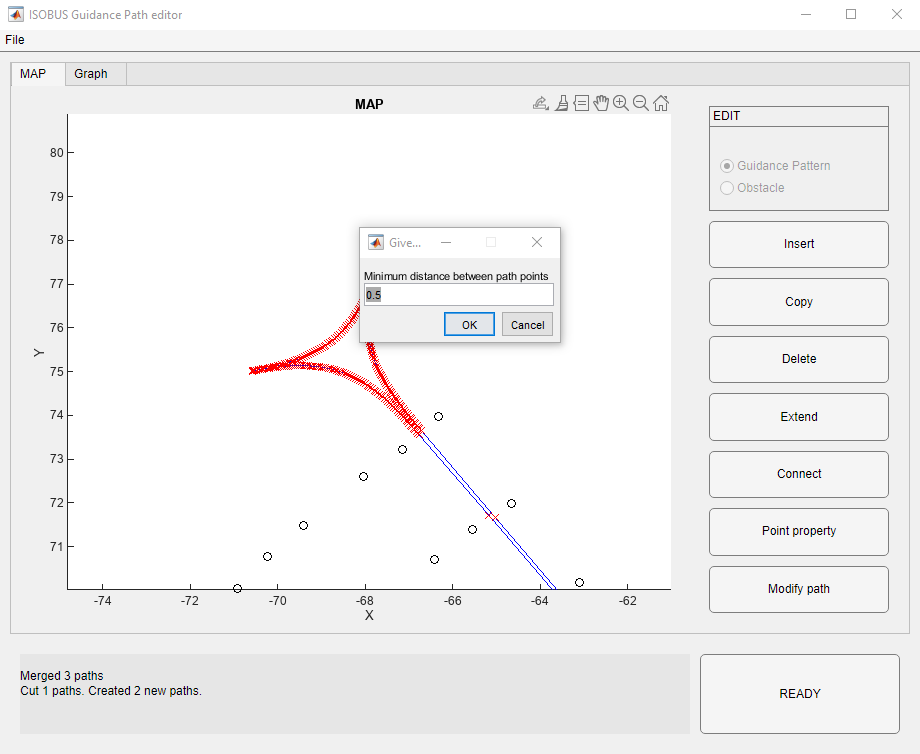 ISOBUS Guidance Path editor
File
MAP
Graph
MAP
EDIT
Guidance Pattern
Obstacle
Insert
Copy
Delete
Extend
Connect
Point property
Modify path
Give...
Minimum distance between path points
0.5
OK
Cancel
Y
80
79
78
77
76
75
74
73
72
71
-74
-72
-70
-68
-66
-64
-62
X
Merged 3 paths
Cut 1 paths. Created 2 new paths.
READY